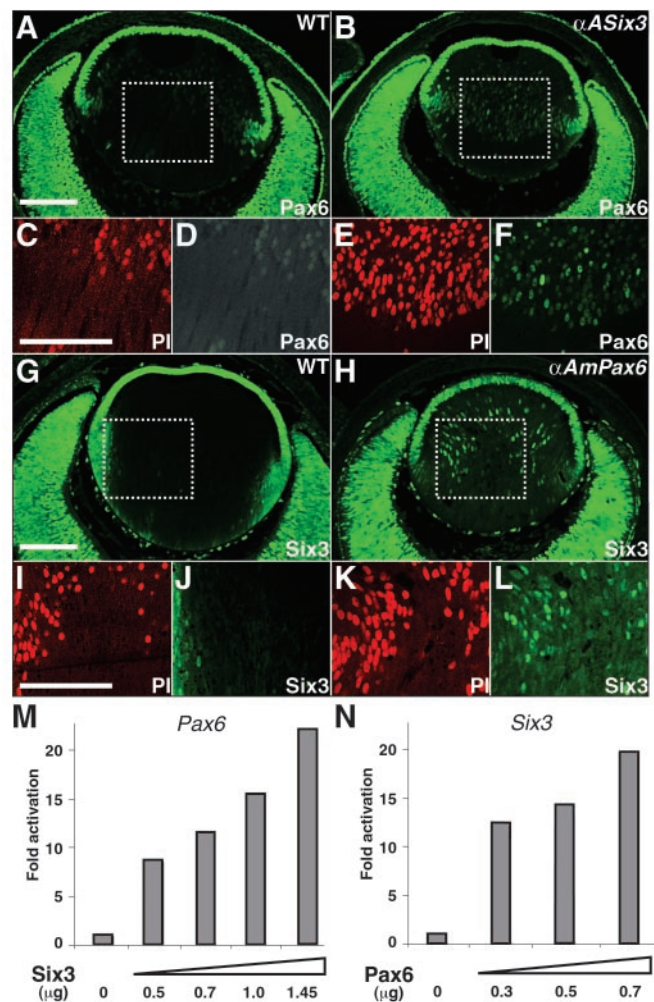 A WT
B αASix3
Pax6
Pax6
C PI
D Pax6
E PI
F Pax6
G WT
H αAmPax6
Six3
Six3
I PI
J Six3
K PI
L Six3
M Pax6
N Six3
Fold activation
20
15
10
5
0
Fold activation
20
15
10
5
0
Six3
(μg) 0 0.5 0.7 1.0 1.45
Pax6
(μg) 0 0.3 0.5 0.7